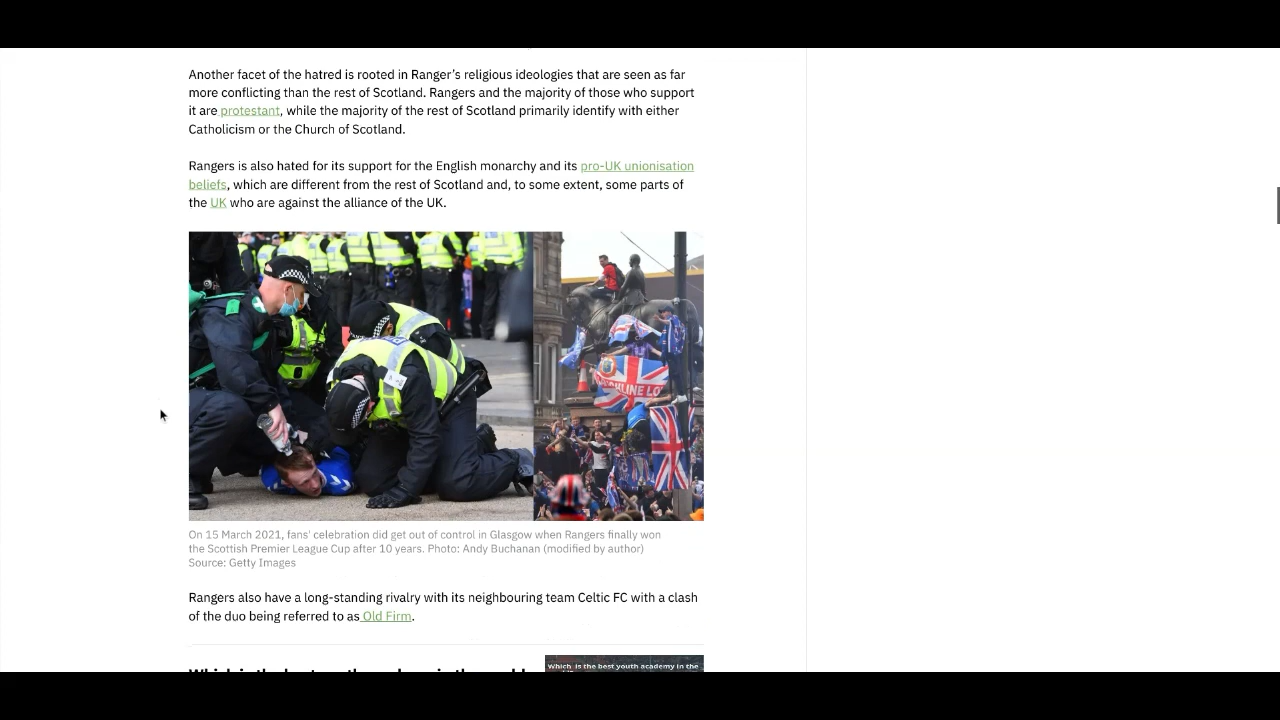 Another facet of the hatred is rooted in Ranger’s religious ideologies that are seen as far
more conflicting than the rest of Scotland. Rangers and the majority of those who support
it are protestant, while the majority of the rest of Scotland primarily identify with either
Catholicism or the Church of Scotland.
Rangers is also hated for its support for the English monarchy and its pro-UK unionisation
beliefs, which are different from the rest of Scotland and, to some extent, some parts of
the UK who are against the alliance of the UK.
On 15 March 2021, fans' celebration did get out of control in Glasgow when Rangers finally won
the Scottish Premier League Cup after 10 years. Photo: Andy Buchanan (modified by author)
Source: Getty Images
Rangers also have a long-standing rivalry with its neighbouring team Celtic FC with a clash
of the duo being referred to as Old Firm.
Which is the best youth academy in the